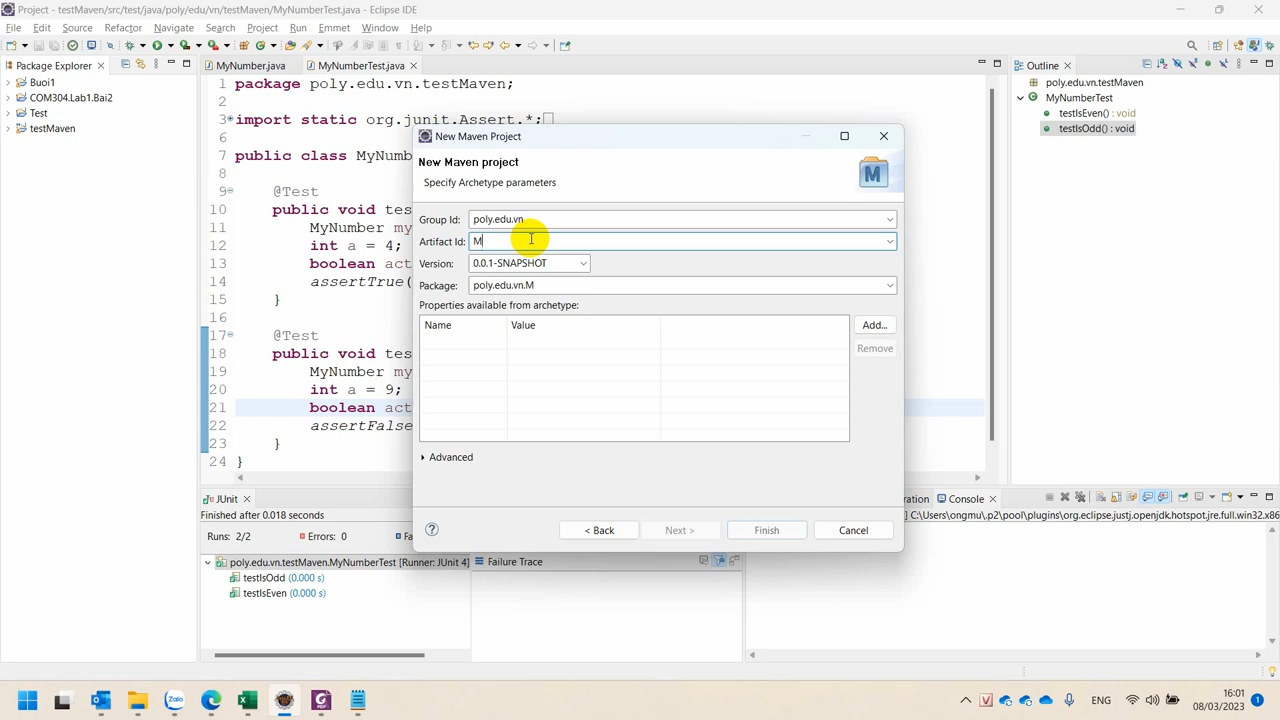 Project - testMaven/src/test/java/poly/edu/vn/testMaven/MyNumberTest.java - Eclipse IDE
File Edit Source Refactor Navigate Search Project Run Emmet Window Help
Package Explorer
MyNumber.java
MyNumberTest.java
Outline
Buoi1
COM304.Lab1.Bai2
Test
testMaven
1 package poly.edu.vn.testMaven;
2
3 import static org.junit.Assert.*;
6
7 public class MyNumb
8
9 @Test
10 public void tes
11 MyNumber my
12 int a = 4;
13 boolean act
14 assertTrue(
15 }
16
17 @Test
18 public void tes
19 MyNumber my
20 int a = 9;
21 boolean act
22 assertFalse
23 }
24 }
poly.edu.vn.testMaven
MyNumberTest
testIsEven() : void
testIsOdd() : void
New Maven Project
New Maven project
Specify Archetype parameters
M
Group Id: poly.edu.vn
Artifact Id: M
Version: 0.0.1-SNAPSHOT
Package: poly.edu.vn.M
Properties available from archetype:
Name Value
Add...
Remove
Advanced
< Back Next > Finish Cancel
JUnit
Finished after 0.018 seconds
Runs: 2/2 Errors: 0 Fa
poly.edu.vn.testMaven.MyNumberTest [Runner: JUnit 4]
testIsOdd (0.000 s)
testIsEven (0.000 s)
Failure Trace
ration Console
] C:\Users\ongmu\.p2\pool\plugins\org.eclipse.justj.openjdk.hotspot.jre.full.win32.x86
ENG
16:01
08/03/2023